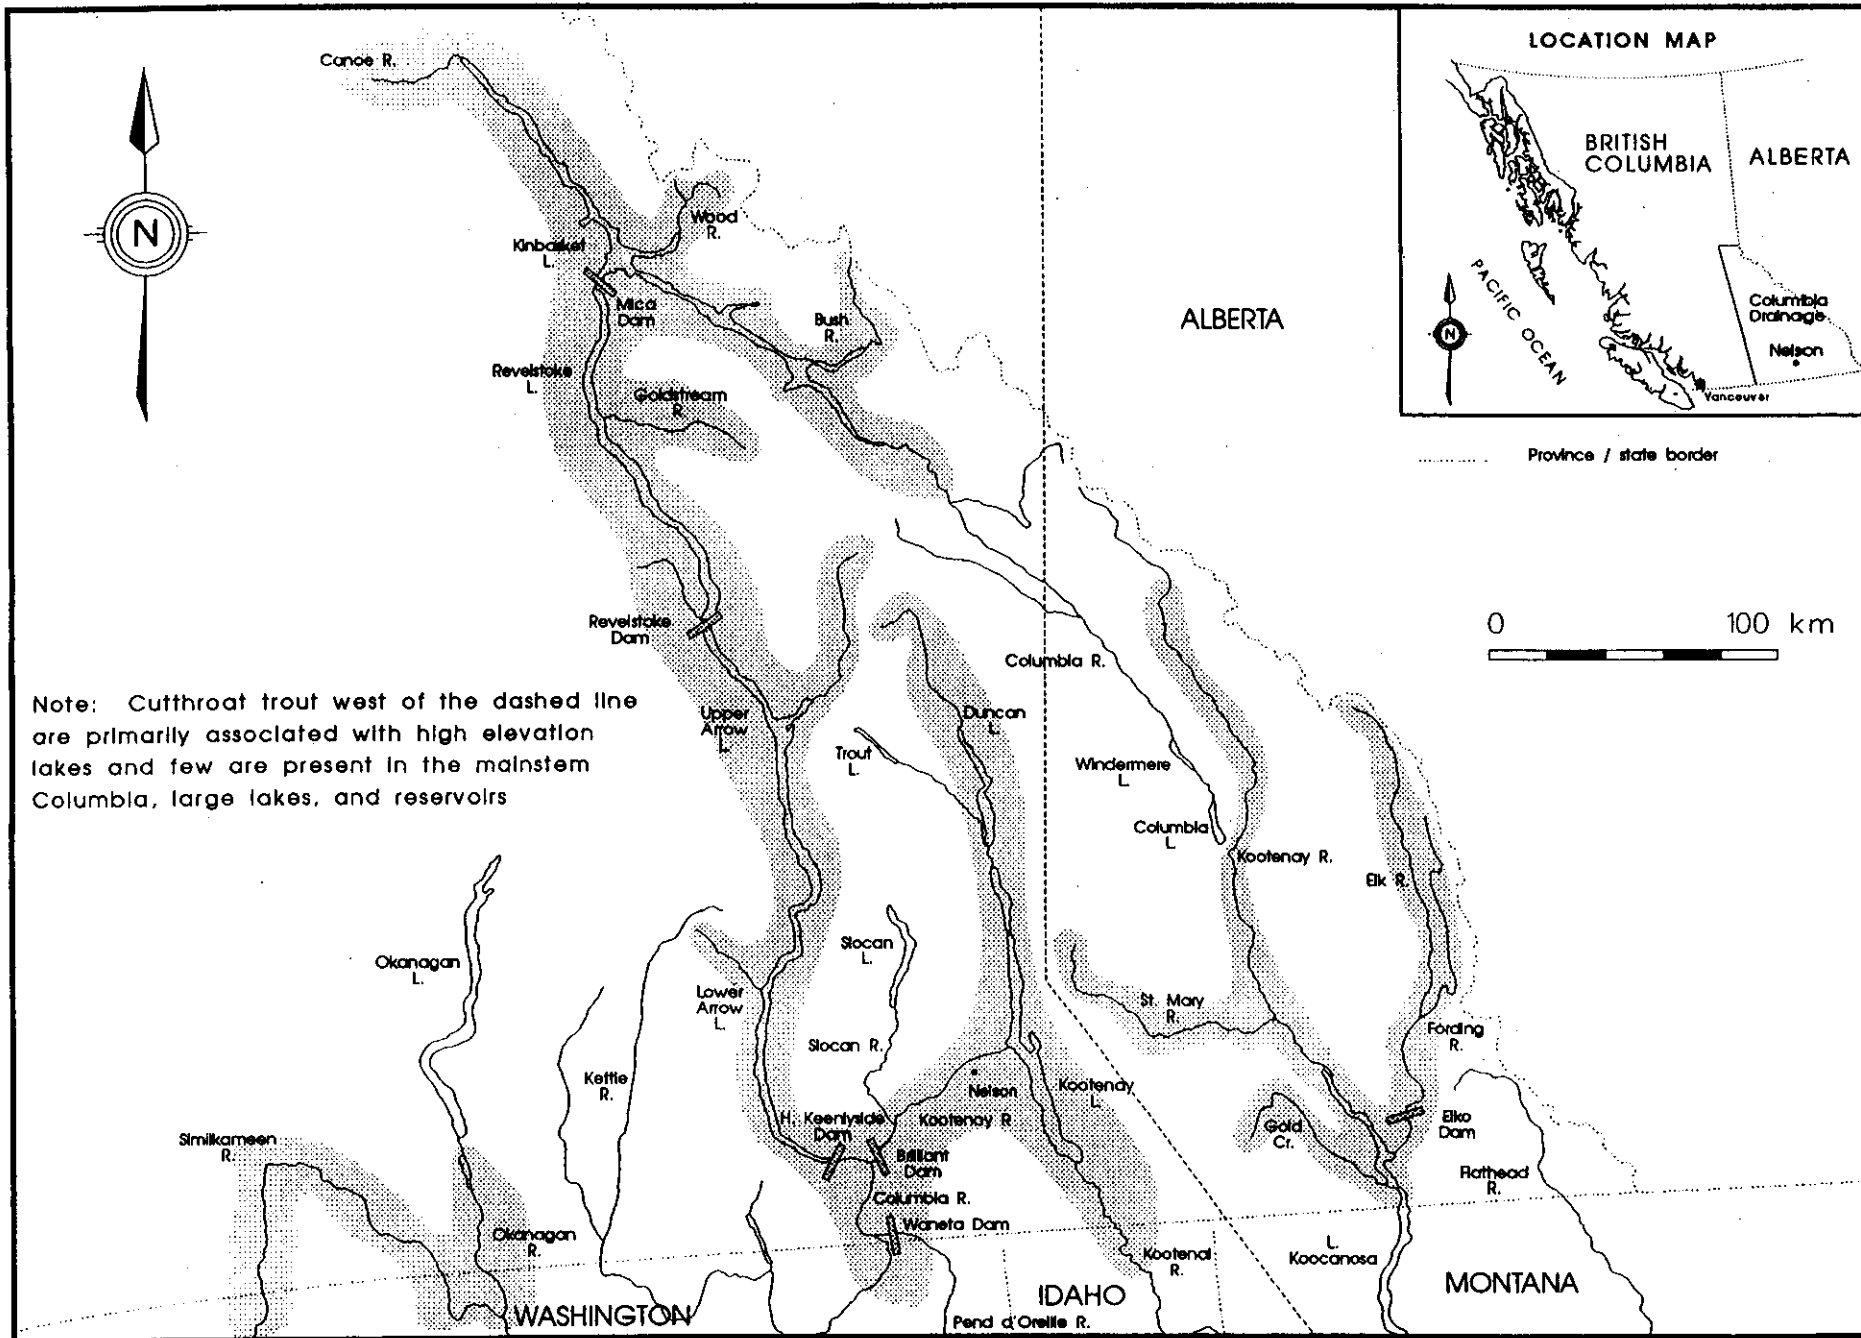 Canoe R.
LOCATION MAP
BRITISH
COLUMBIA
ALBERTA
PACIFIC OCEAN
Columbia
Drainage
Nelson
Vancouver
N
N
Wood
R.
Kinbasket
L.
Mica
Dam
Bush
R.
ALBERTA
Revelstoke
L.
Goldstream
R.
Province / state border
Revelstoke
Dam
0 100 km
Columbia R.
Note: Cutthroat trout west of the dashed line
are primarily associated with high elevation
lakes and few are present in the mainstem
Columbia, large lakes, and reservoirs
Upper
Arrow
L.
Duncan
L.
Trout
L.
Windermere
L.
Columbia
L.
Kootenay R.
Elk R.
Okanagan
L.
Slocan
L.
Lower
Arrow
L.
St. Mary
R.
Slocan R.
Fording
R.
Kettle
R.
Nelson
Kootenay
L.
H. Keenlyside
Dam
Kootenay R
Gold
Cr.
Elko
Dam
Similkameen
R.
Brilliant
Dam
Flathead
R.
Columbia R.
Waneta Dam
Okanagan
R.
Kootenai
R.
L.
Koocanosa
WASHINGTON
IDAHO
MONTANA
Pend d'Oreille R.